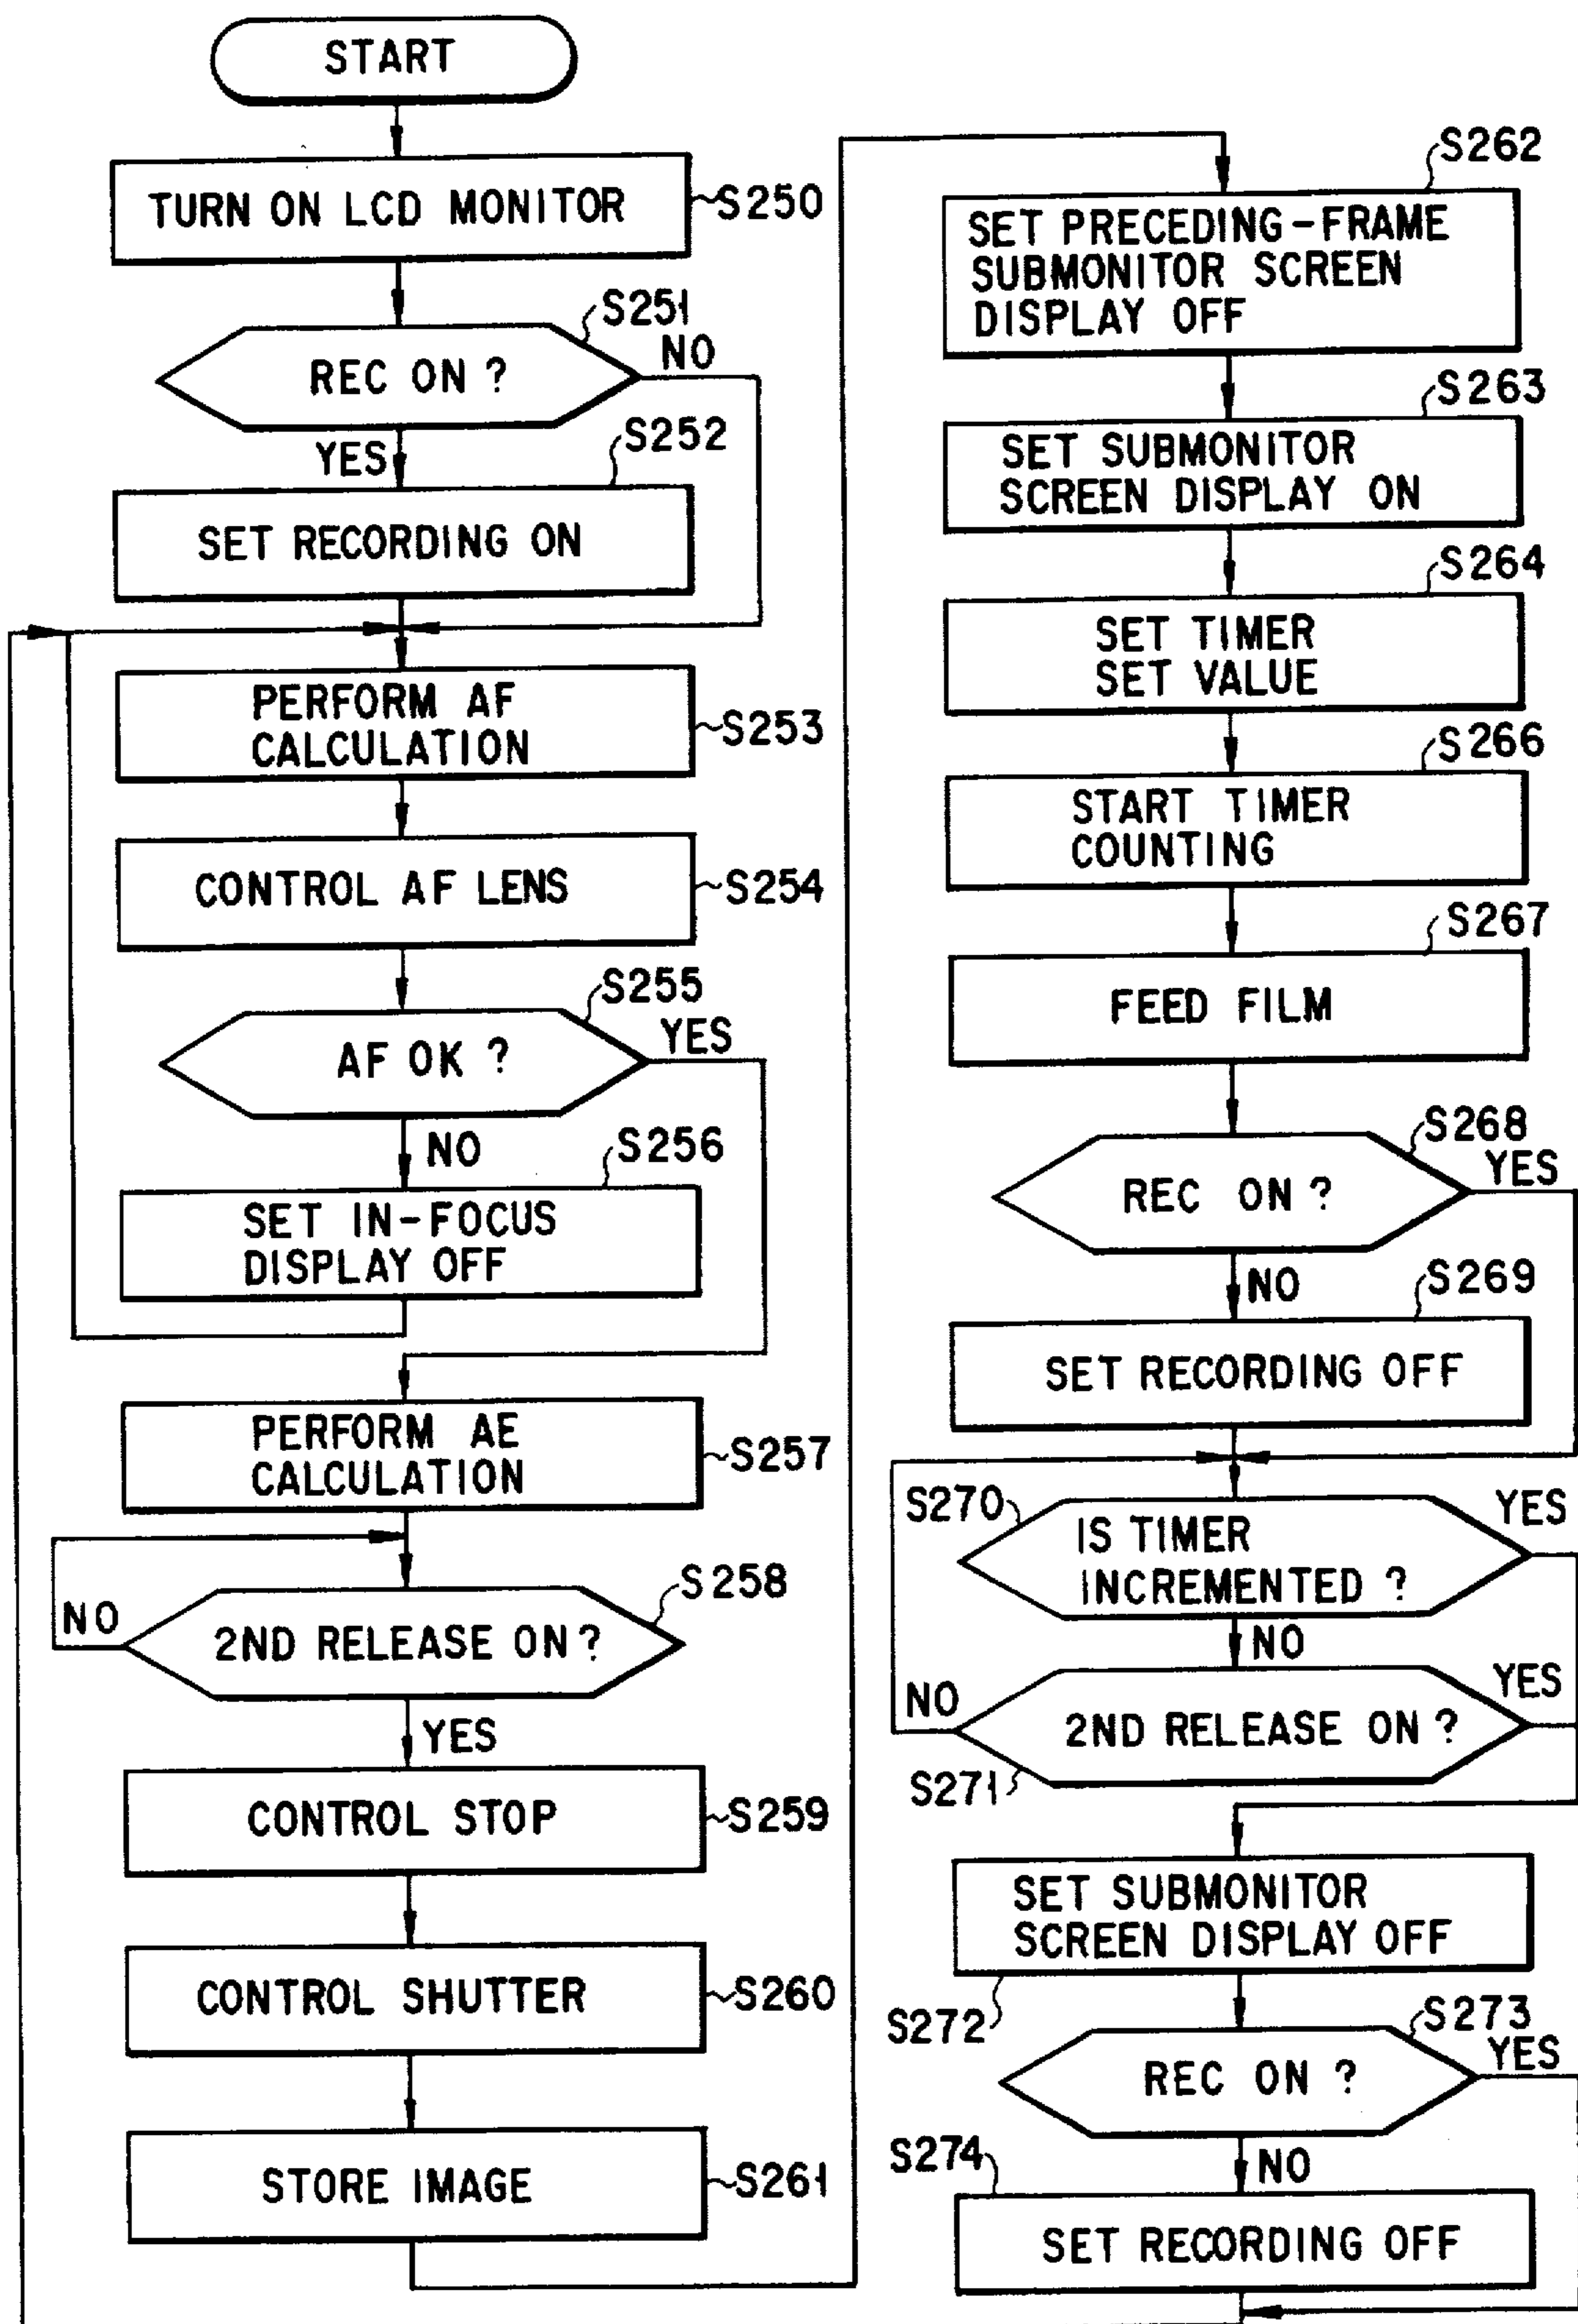 START
TURN ON LCD MONITOR
S250
S251
REC ON ?
NO
YES
S252
SET RECORDING ON
PERFORM AF
CALCULATION
S253
CONTROL AF LENS
S254
S255
AF OK ?
YES
NO
S256
SET IN-FOCUS
DISPLAY OFF
PERFORM AE
CALCULATION
S257
S258
NO
2ND RELEASE ON ?
YES
CONTROL STOP
S259
CONTROL SHUTTER
S260
STORE IMAGE
S261
S262
SET PRECEDING-FRAME
SUBMONITOR SCREEN
DISPLAY OFF
S263
SET SUBMONITOR
SCREEN DISPLAY ON
S264
SET TIMER
SET VALUE
S266
START TIMER
COUNTING
S267
FEED FILM
S268
REC ON ?
YES
NO
S269
SET RECORDING OFF
S270
IS TIMER
INCREMENTED ?
YES
NO
NO
2ND RELEASE ON ?
YES
S271
SET SUBMONITOR
SCREEN DISPLAY OFF
S272
S273
REC ON ?
YES
S274
NO
SET RECORDING OFF